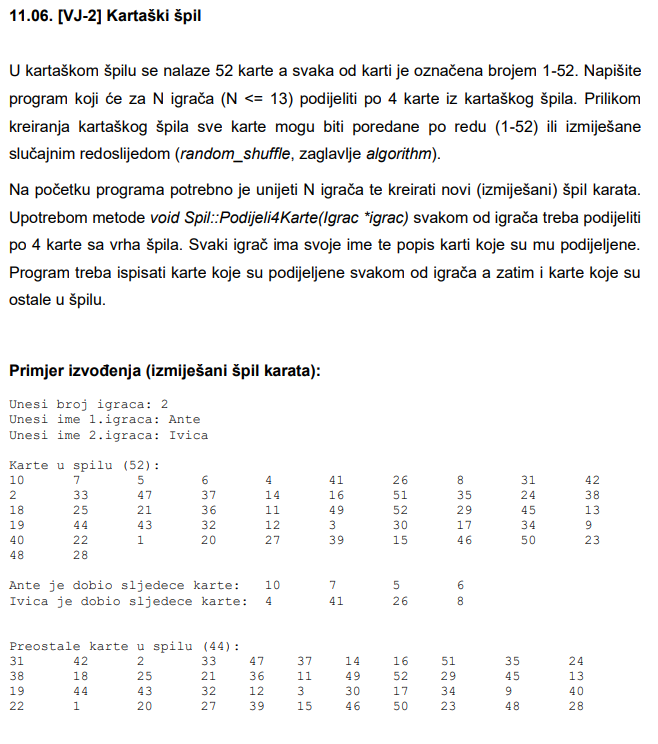 11.06. [VJ-2] Kartaški špil
U kartaškom špilu se nalaze 52 karte a svaka od karti je označena brojem 1-52. Napišite
program koji će za N igrača (N <= 13) podijeliti po 4 karte iz kartaškog špila. Prilikom
kreiranja kartaškog špila sve karte mogu biti poredane po redu (1-52) ili izmiješane
slučajnim redoslijedom (random_shuffle, zaglavlje algorithm).
Na početku programa potrebno je unijeti N igrača te kreirati novi (izmiješani) špil karata.
Upotrebom metode void Spil::Podijeli4Karte(Igrac *igrac) svakom od igrača treba podijeliti
po 4 karte sa vrha špila. Svaki igrač ima svoje ime te popis karti koje su mu podijeljene.
Program treba ispisati karte koje su podijeljene svakom od igrača a zatim i karte koje su
ostale u špilu.
Primjer izvođenja (izmiješani špil karata):
Unesi broj igraca: 2
Unesi ime 1.igraca: Ante
Unesi ime 2.igraca: Ivica
Karte u spilu (52):
10 7 5 6 4 41 26 8 31 42
2 33 47 37 14 16 51 35 24 38
18 25 21 36 11 49 52 29 45 13
19 44 43 32 12 3 30 17 34 9
40 22 1 20 27 39 15 46 50 23
48 28
Ante je dobio sljedece karte: 10 7 5 6
Ivica je dobio sljedece karte: 4 41 26 8
Preostale karte u spilu (44):
31 42 2 33 47 37 14 16 51 35 24
38 18 25 21 36 11 49 52 29 45 13
19 44 43 32 12 3 30 17 34 9 40
22 1 20 27 39 15 46 50 23 48 28